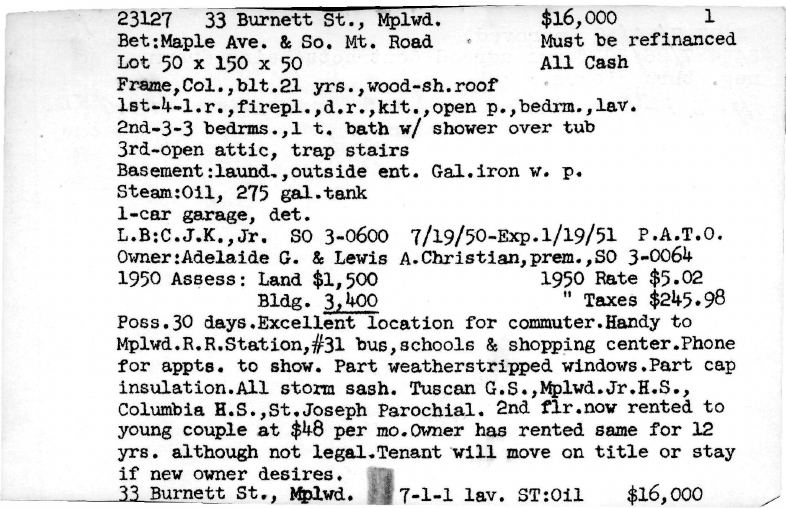 23127 33 Burnett St., Mplwd. $16,000 1
Bet:Maple Ave. & So. Mt. Road Must be refinanced
Lot 50 x 150 x 50 All Cash
Frame,Col.,blt.21 yrs.,wood-sh.roof
1st-4-l.r.,firepl.,d.r.,kit.,open p.,bedrm.,lav.
2nd-3-3 bedrms.,1 t. bath w/ shower over tub
3rd-open attic, trap stairs
Basement:laund.,outside ent. Gal.iron w. p.
Steam:Oil, 275 gal.tank
1-car garage, det.
L.B:C.J.K.,Jr. SO 3-0600 7/19/50-Exp.1/19/51 P.A.T.O.
Owner:Adelaide G. & Lewis A.Christian,prem.,SO 3-0064
1950 Assess: Land $1,500 1950 Rate $5.02
Bldg. 3,400 " Taxes $245.98
Poss.30 days.Excellent location for commuter.Handy to
Mplwd.R.R.Station,#31 bus,schools & shopping center.Phone
for appts. to show. Part weatherstripped windows.Part cap
insulation.All storm sash. Tuscan G.S.,Mplwd.Jr.H.S.,
Columbia H.S.,St.Joseph Parochial. 2nd flr.now rented to
young couple at $48 per mo.Owner has rented same for 12
yrs. although not legal.Tenant will move on title or stay
if new owner desires.
33 Burnett St., Mplwd. 7-1-1 lav. ST:Oil $16,000